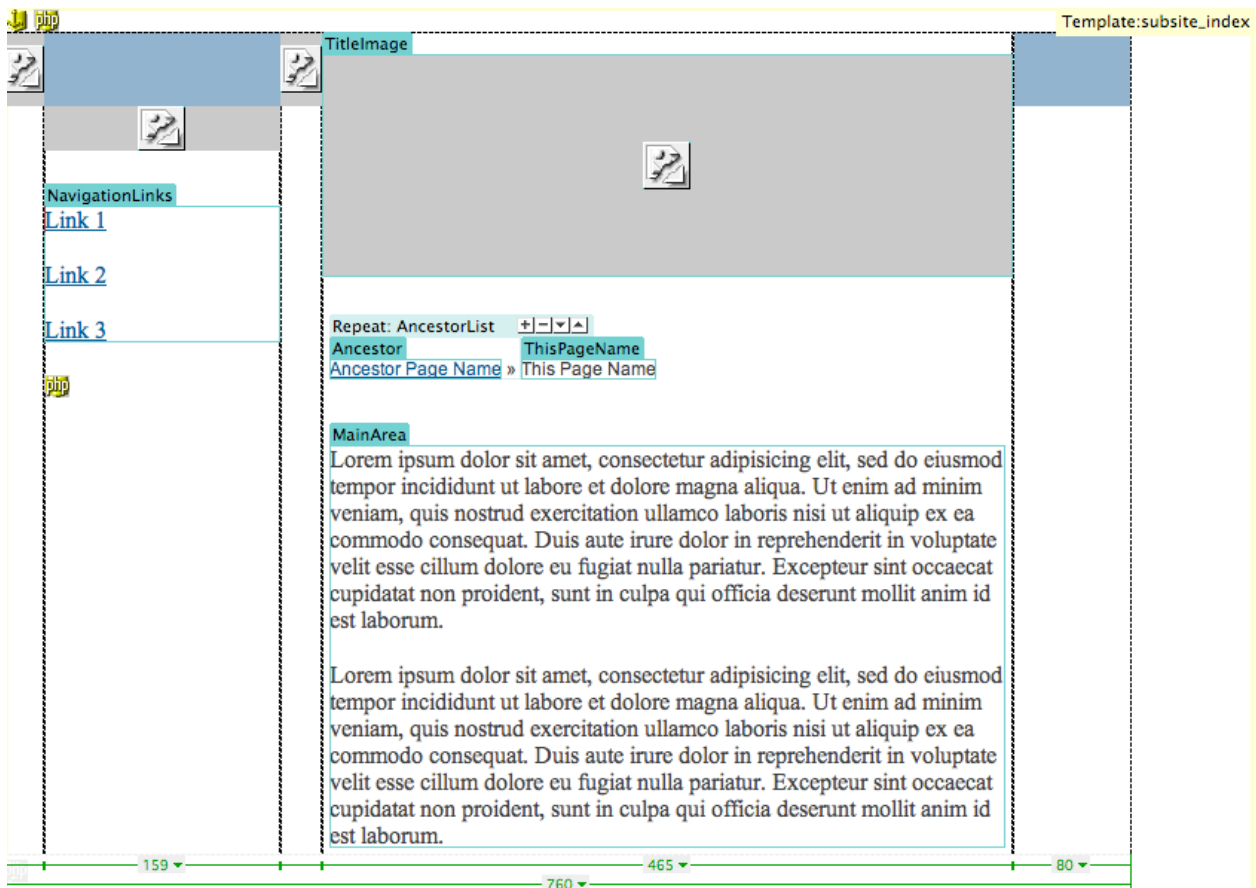 php
Template:subsite_index
TitleImage
NavigationLinks
Link 1
Link 2
Link 3
php
Repeat: AncestorList
Ancestor
ThisPageName
Ancestor Page Name » This Page Name
MainArea
Lorem ipsum dolor sit amet, consectetur adipisicing elit, sed do eiusmod
tempor incididunt ut labore et dolore magna aliqua. Ut enim ad minim
veniam, quis nostrud exercitation ullamco laboris nisi ut aliquip ex ea
commodo consequat. Duis aute irure dolor in reprehenderit in voluptate
velit esse cillum dolore eu fugiat nulla pariatur. Excepteur sint occaecat
cupidatat non proident, sunt in culpa qui officia deserunt mollit anim id
est laborum.
Lorem ipsum dolor sit amet, consectetur adipisicing elit, sed do eiusmod
tempor incididunt ut labore et dolore magna aliqua. Ut enim ad minim
veniam, quis nostrud exercitation ullamco laboris nisi ut aliquip ex ea
commodo consequat. Duis aute irure dolor in reprehenderit in voluptate
velit esse cillum dolore eu fugiat nulla pariatur. Excepteur sint occaecat
cupidatat non proident, sunt in culpa qui officia deserunt mollit anim id
est laborum.
php
159
465
80
760